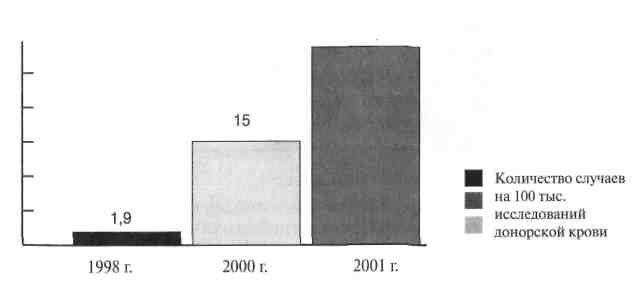 15
1,9
1998 г.
2000 г.
2001 г.
Количество случаев
на 100 тыс.
исследований
донорской крови